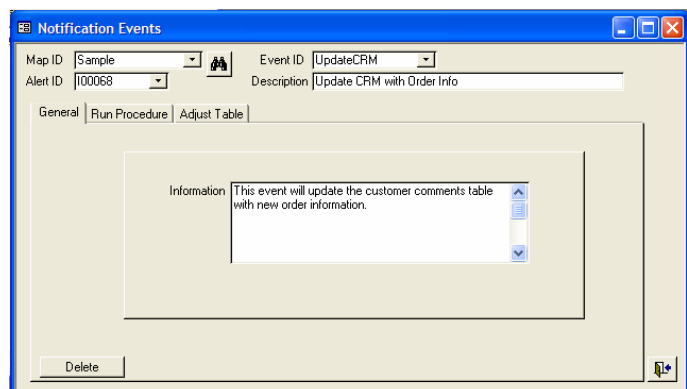 Notification Events
Map ID Sample Event ID UpdateCRM
Alert ID I00068 Description Update CRM with Order Info
General Run Procedure Adjust Table
Information This event will update the customer comments table
with new order information.
Delete